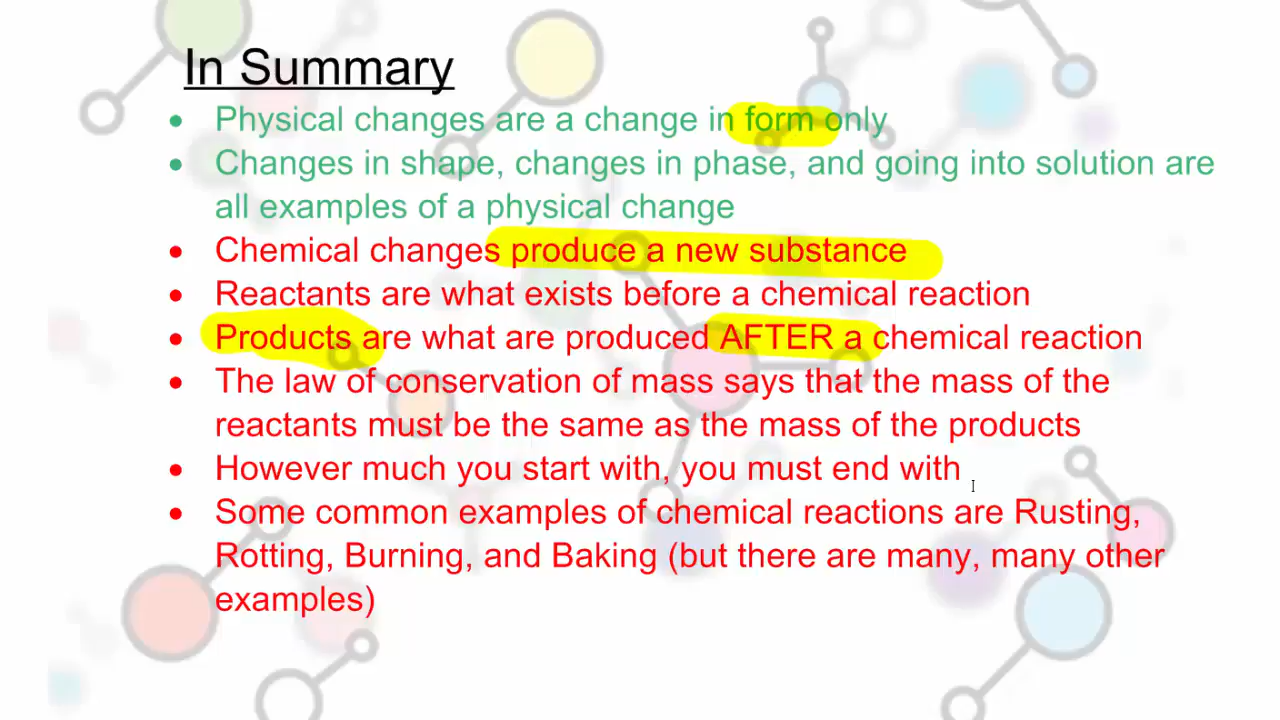 In Summary
• Physical changes are a change in form only
• Changes in shape, changes in phase, and going into solution are
all examples of a physical change
• Chemical changes produce a new substance
• Reactants are what exists before a chemical reaction
• Products are what are produced AFTER a chemical reaction
• The law of conservation of mass says that the mass of the
reactants must be the same as the mass of the products
• However much you start with, you must end with
• Some common examples of chemical reactions are Rusting,
Rotting, Burning, and Baking (but there are many, many other
examples)